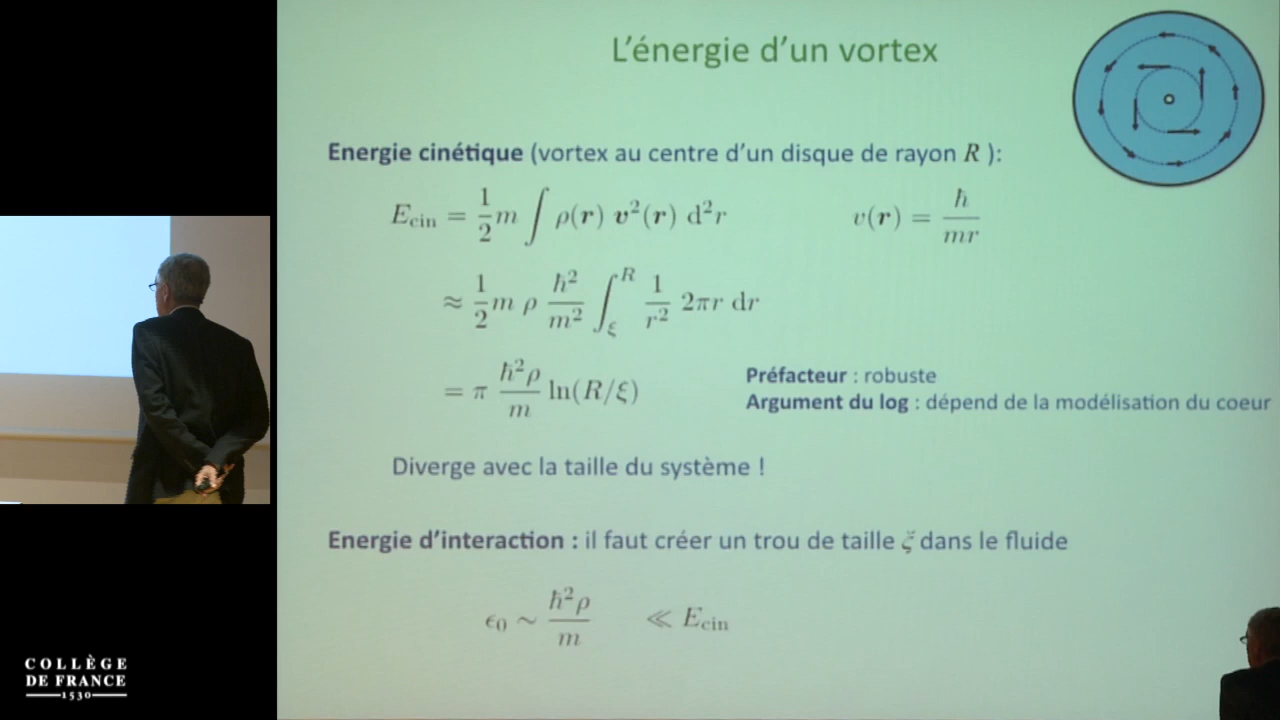 L'énergie d'un vortex
Energie cinétique (vortex au centre d'un disque de rayon R ):
E_cin = 1/2 m ∫ ρ(r) v²(r) d²r    v(r) = ħ/mr
≈ 1/2 m ρ ħ²/m² ∫_ξ^R 1/r² 2πr dr
= π ħ²ρ/m ln(R/ξ)
Préfacteur : robuste
Argument du log : dépend de la modélisation du coeur
Diverge avec la taille du système !
Energie d'interaction : il faut créer un trou de taille ξ dans le fluide
ϵ₀ ~ ħ²ρ/m    ≪ E_cin
COLLÈGE
DE FRANCE
1530